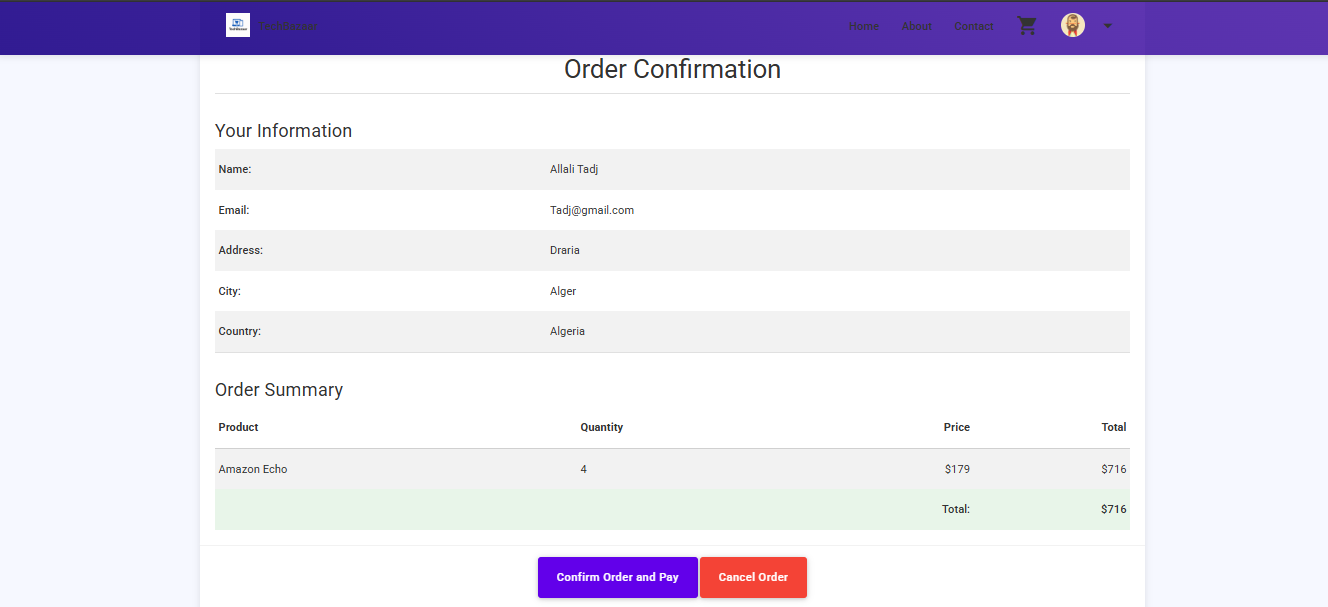 Home About Contact
Order Confirmation
Your Information
Name: Allali Tadj
Email: Tadj@gmail.com
Address: Draria
City: Alger
Country: Algeria
Order Summary
Product Quantity Price Total
Amazon Echo 4 $179 $716
Total: $716
Confirm Order and Pay Cancel Order